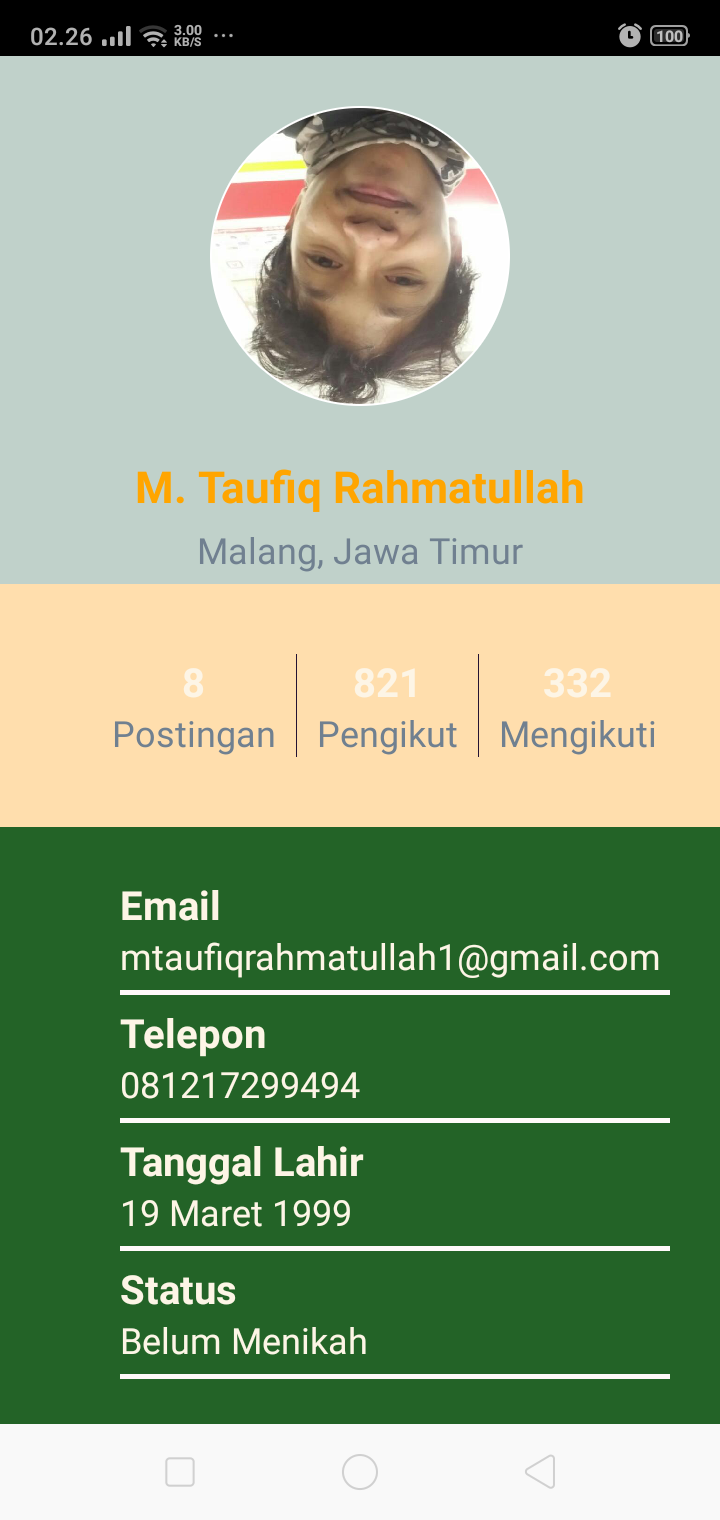 02.26 3.00 KB/S ... 100
M. Taufiq Rahmatullah
Malang, Jawa Timur
8 821 332
Postingan Pengikut Mengikuti
Email
mtaufiqrahmatullah1@gmail.com
Telepon
081217299494
Tanggal Lahir
19 Maret 1999
Status
Belum Menikah